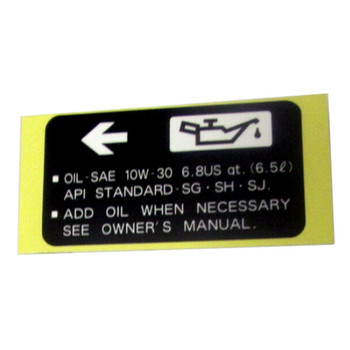 ▪ OIL-SAE 10W-30 6.8US at. (6.5ℓ)
API STANDARD-SG・SH・SJ.
▪ ADD OIL WHEN NECESSARY
SEE OWNER'S MANUAL.